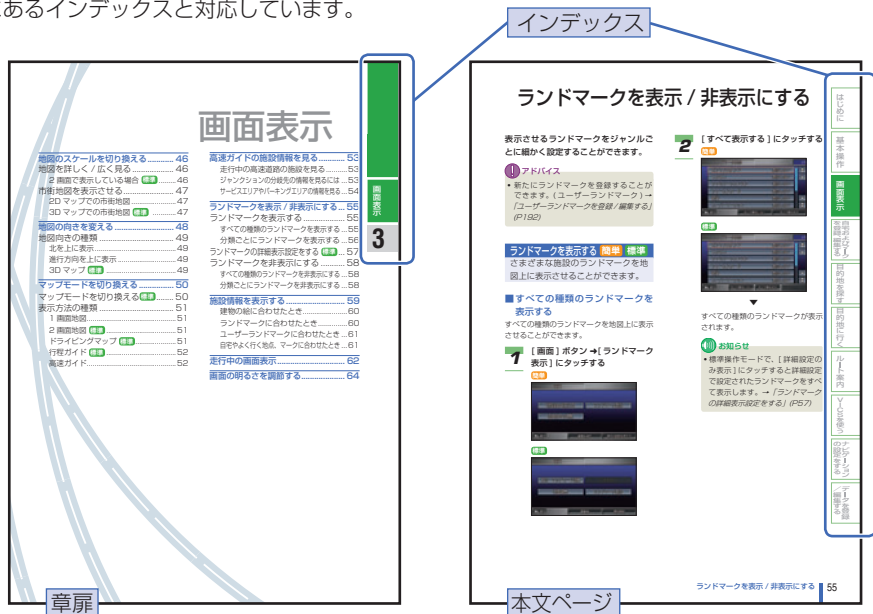 あるインデックスと対応しています。
インデックス
画面表示
地図のスケールを切り換える ............ 46
地図を詳しく / 広く見る ............ 46
2 画面で表示している場合 標準 ............ 46
市街地図を表示させる ............ 47
2D マップでの市街地図 ............ 47
3D マップでの市街地図 標準 ............ 47
地図の向きを変える ............ 48
地図向きの種類 ............ 49
北を上に表示 ............ 49
進行方向を上に表示 ............ 49
3D マップ 標準 ............ 49
マップモードを切り換える ............ 50
マップモードを切り換える 標準 ............ 50
表示方法の種類 ............ 51
1 画面地図 ............ 51
2 画面地図 標準 ............ 51
ドライビングマップ 標準 ............ 51
行程ガイド 標準 ............ 52
高速ガイド ............ 52
高速ガイドの施設情報を見る ............ 53
走行中の高速道路の施設を見る ............ 53
ジャンクションの分岐先の情報を見るには ... 53
サービスエリアやパーキングエリアの情報を見る ... 54
ランドマークを表示 / 非表示にする ... 55
ランドマークを表示する ............ 55
すべての種類のランドマークを表示する ... 55
分類ごとにランドマークを表示する ... 56
ランドマークの詳細表示設定をする 標準 ... 57
ランドマークを非表示にする ............ 58
すべての種類のランドマークを非表示にする ... 58
分類ごとにランドマークを非表示にする ... 58
施設情報を表示する ............ 59
建物の絵に合わせたとき ............ 60
ランドマークに合わせたとき ............ 60
ユーザーランドマークに合わせたとき ... 61
自宅やよく行く地点、マークに合わせたとき ... 61
走行中の画面表示 ............ 62
画面の明るさを調節する ............ 64
画面表示
3
章扉
ランドマークを表示 / 非表示にする
表示させるランドマークをジャンルご
とに細かく設定することができます。
アドバイス
• 新たにランドマークを登録することが
できます。(ユーザーランドマーク) →
「ユーザーランドマークを登録 / 編集する」
(P192)
ランドマークを表示する 簡単 標準
さまざまな施設のランドマークを地
図上に表示させることができます。
■すべての種類のランドマークを
表示する
すべての種類のランドマークを地図上に表示
させることができます。
1 [ 画面 ] ボタン ➔[ ランドマーク
表示 ] にタッチする
簡単
標準
2 [ すべて表示する ] にタッチする
簡単
標準
▼
すべての種類のランドマークが表示
されます。
お知らせ
• 標準操作モードで、[ 詳細設定の
み表示 ] にタッチすると詳細設定
で設定されたランドマークをすべ
て表示します。→「ランドマーク
の詳細表示設定をする」(P57)
はじめに
基本操作
画面表示
自宅およびマーク
を登録/編集する
目的地を探す
目的地に行く
ルート案内
VICSを使う
ナビゲーション
の設定をする
データを登録
/編集する
ランドマークを表示 / 非表示にする
55
本文ページ